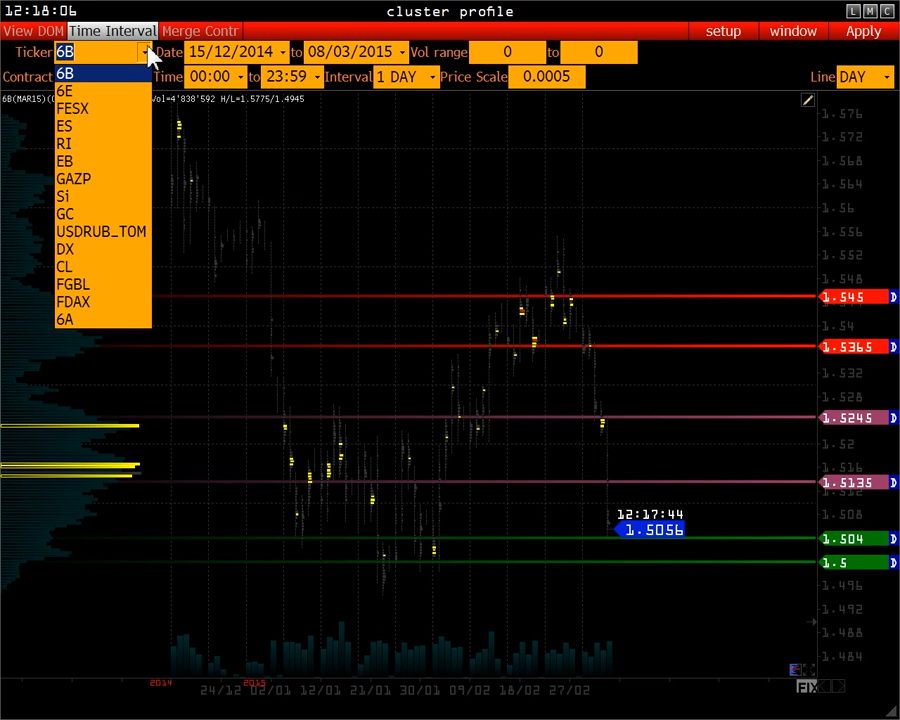 12:18:06 cluster profile L M C
View DOM Time Interval Merge Contr setup window Apply
Ticker 6B Date 15/12/2014 to 08/03/2015 Vol range 0 to 0
Contract Time 00:00 to 23:59 Interval 1 DAY Price Scale 0.0005 Line DAY
6B
6E
FESX
ES
RI
EB
GAZP
Si
GC
USDRUB_TOM
DX
CL
FGBL
FDAX
6A
6B(MAR15)( Vol=4'838'592 H/L=1.5775/1.4945
1.576
1.572
1.568
1.564
1.56
1.556
1.552
1.548
1.545 D
1.54
1.5365 D
1.532
1.528
1.5245 D
1.52
1.516
1.5135 D
1.512
1.508
12:17:44
1.5056
1.504 D
1.5 D
1.496
1.492
1.488
1.484
2014 2015
24/12 02/01 12/01 21/01 30/01 09/02 18/02 27/02
FIX